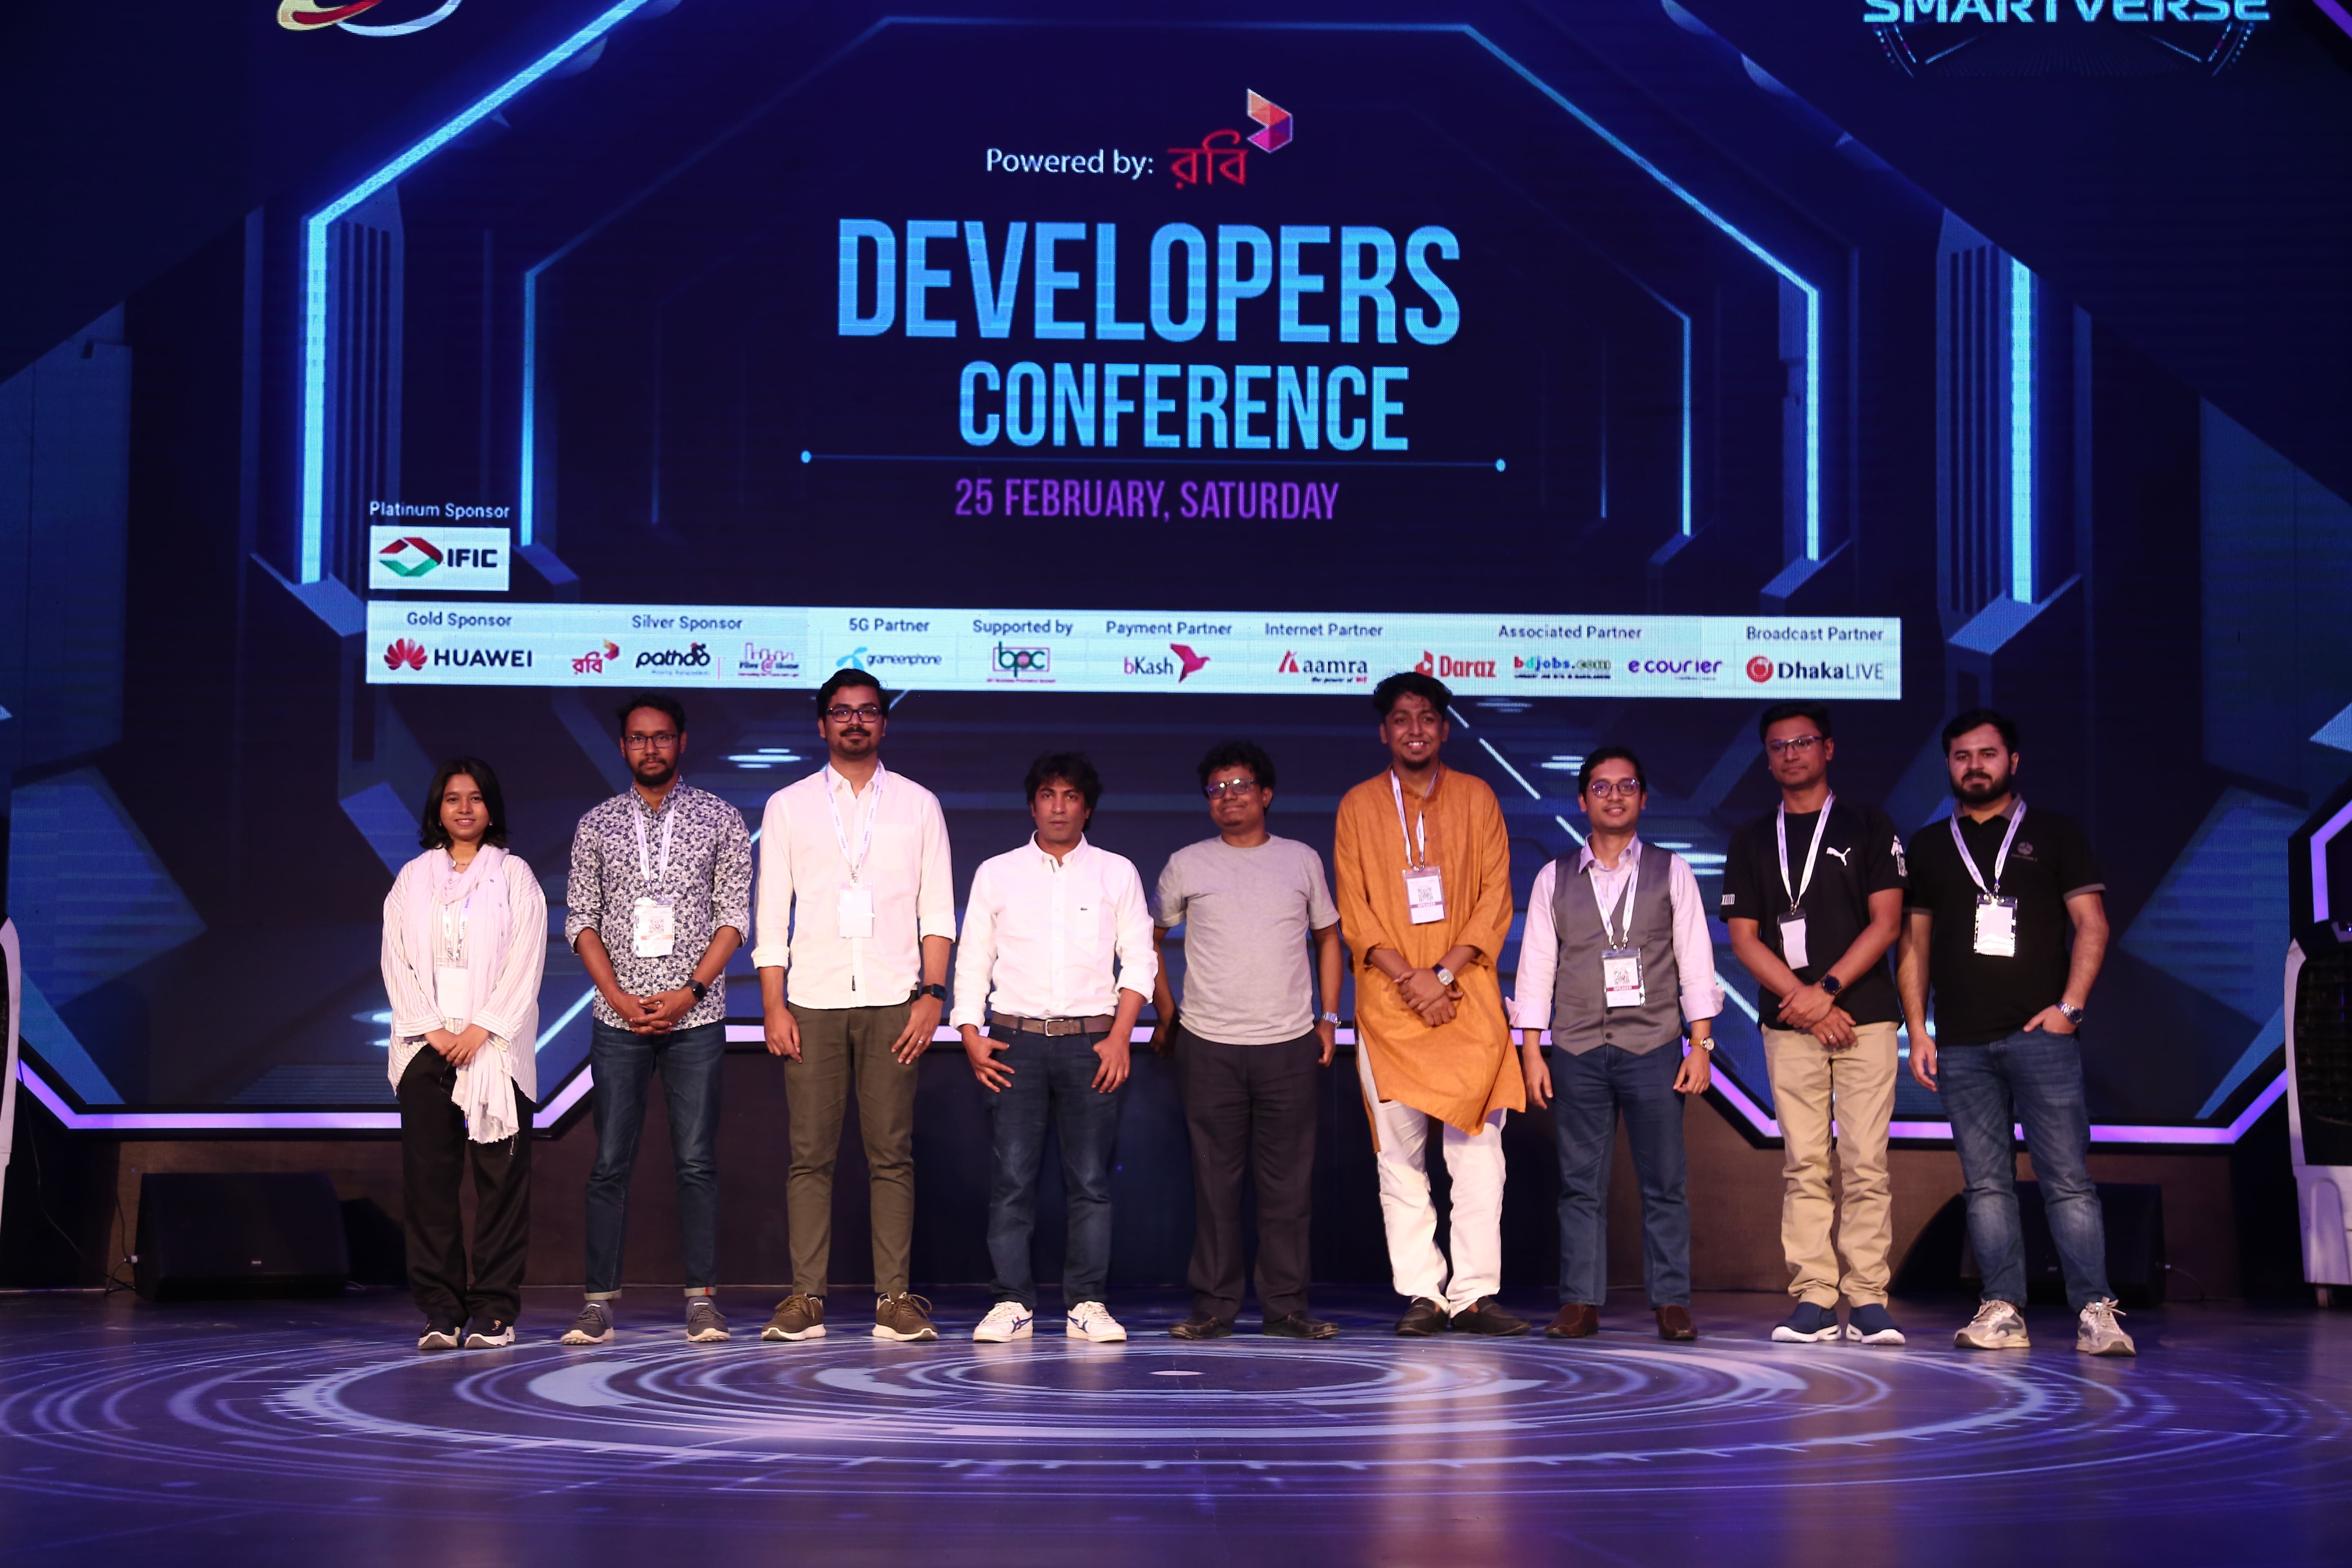 SMARTVERSE
Powered by: রবি
DEVELOPERS
CONFERENCE
25 FEBRUARY, SATURDAY
Platinum Sponsor
IFIC
Gold Sponsor
HUAWEI
Silver Sponsor
রবি pathao Fiber@Home
5G Partner
grameenphone
Supported by
bpc
Payment Partner
bKash
Internet Partner
aamra
Associated Partner
Daraz bdjobs.com ecourier
Broadcast Partner
DhakaLIVE